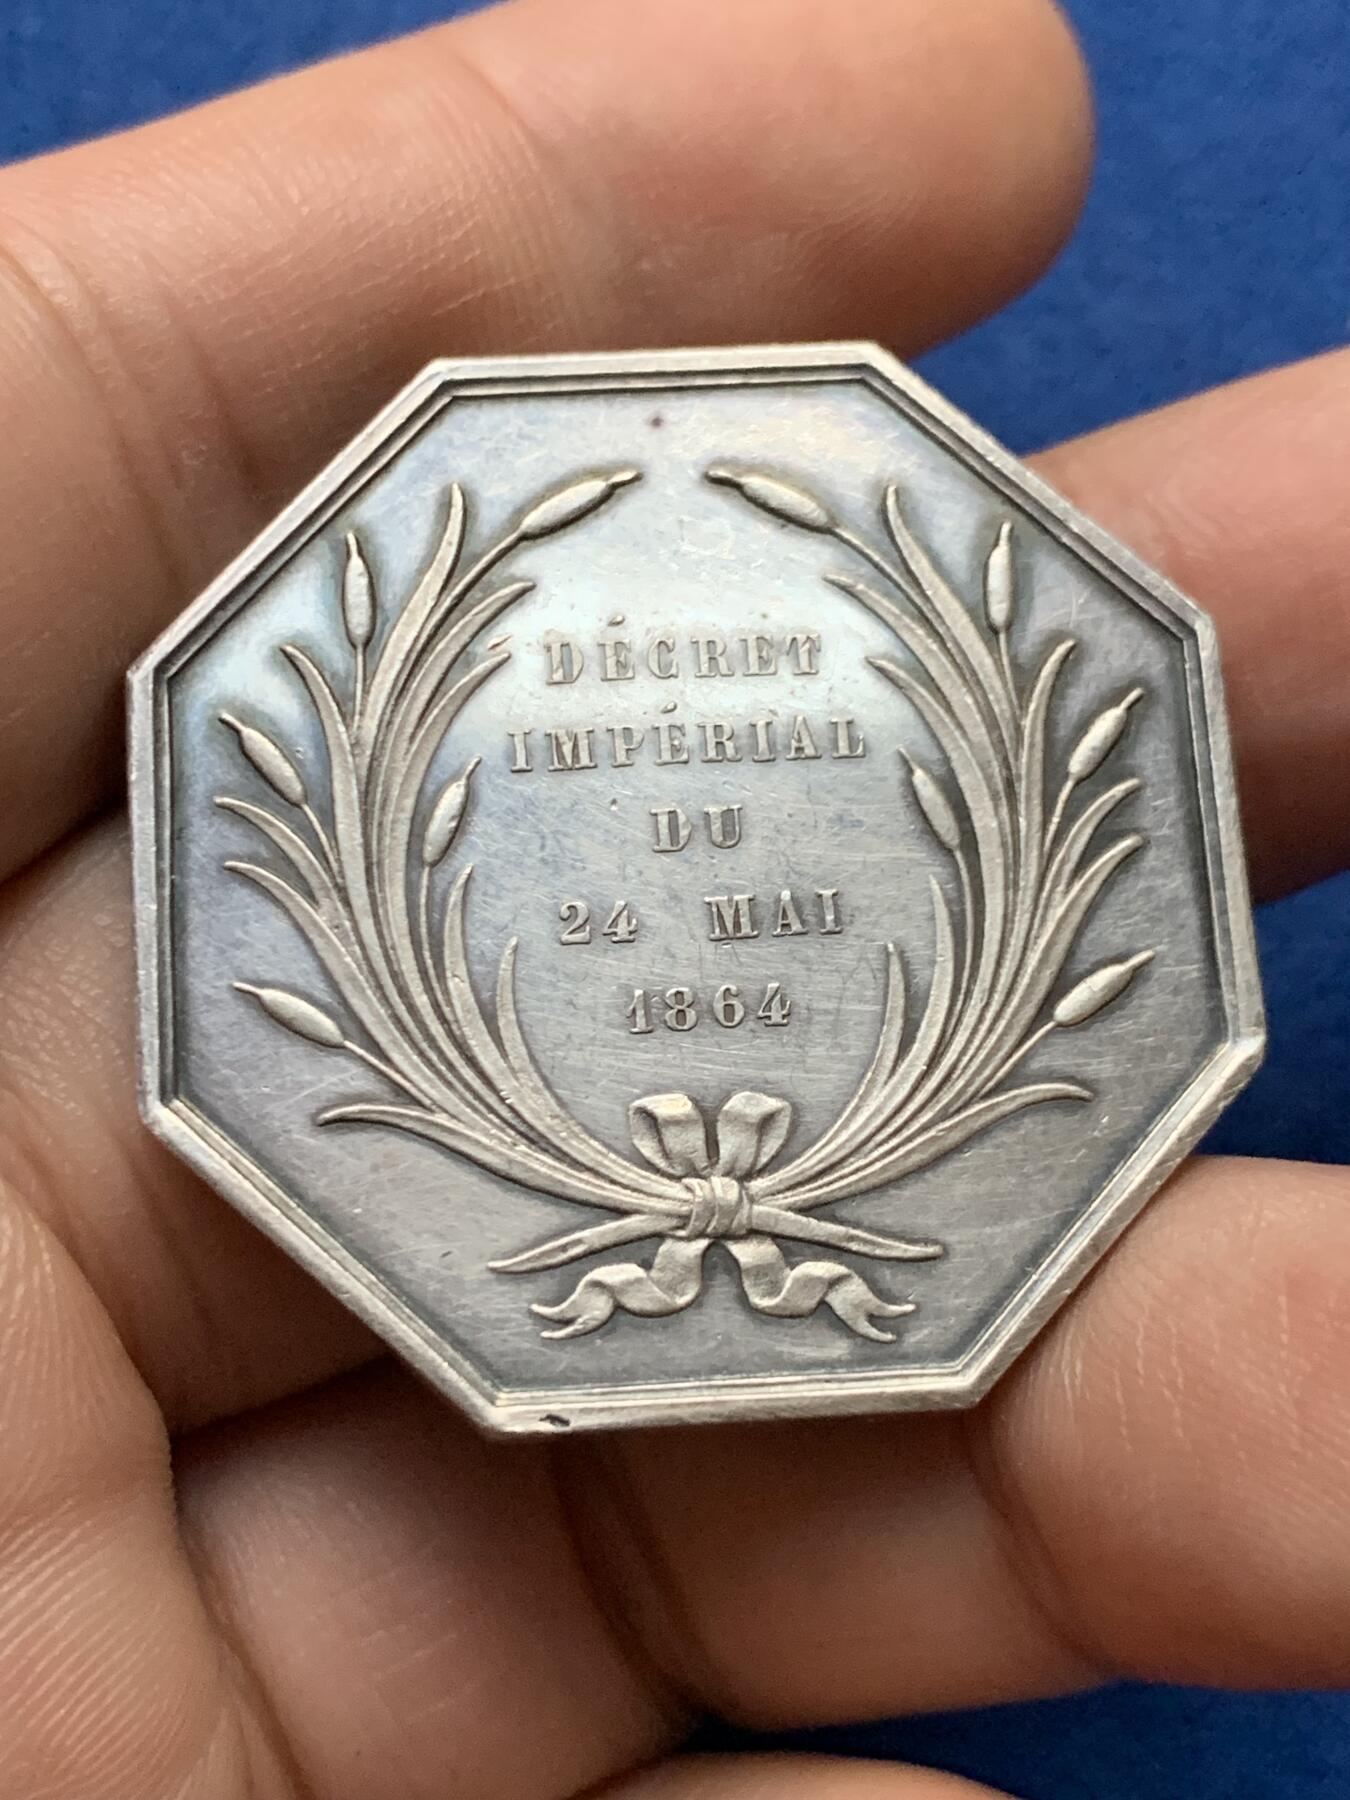 DÉCRET
IMPÉRIAL
DU
24 MAI
1864